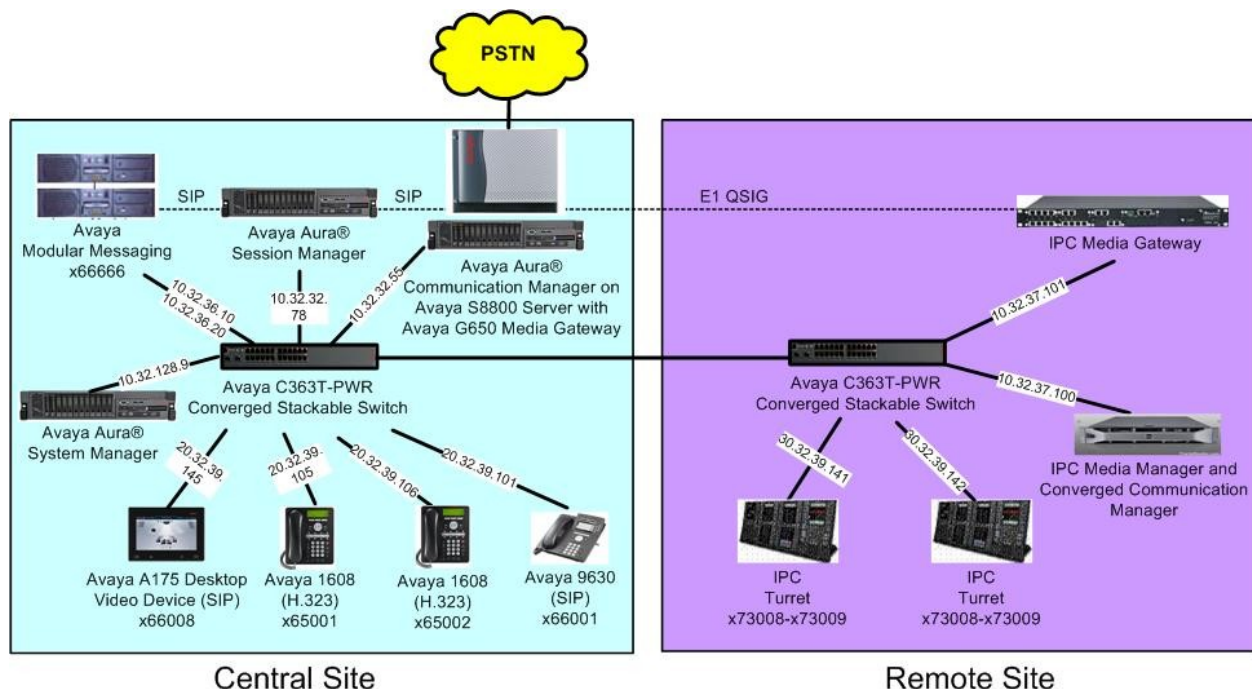 PSTN
SIP
SIP
E1 QSIG
Avaya
Modular Messaging
x66666
Avaya Aura®
Session Manager
Avaya Aura®
Communication Manager on
Avaya S8800 Server with
Avaya G650 Media Gateway
IPC Media Gateway
10.32.36.10
10.32.36.20
10.32.32.
78
10.32.32.55
10.32.37.101
10.32.128.9
Avaya C363T-PWR
Converged Stackable Switch
Avaya C363T-PWR
Converged Stackable Switch
10.32.37.100
Avaya Aura®
System Manager
20.32.39.
145
20.32.39.
105
20.32.39.106
20.32.39.101
30.32.39.141
30.32.39.142
IPC Media Manager and
Converged Communication
Manager
Avaya A175 Desktop
Video Device (SIP)
x66008
Avaya 1608
(H.323)
x65001
Avaya 1608
(H.323)
x65002
Avaya 9630
(SIP)
x66001
IPC
Turret
x73008-x73009
IPC
Turret
x73008-x73009
Central Site
Remote Site